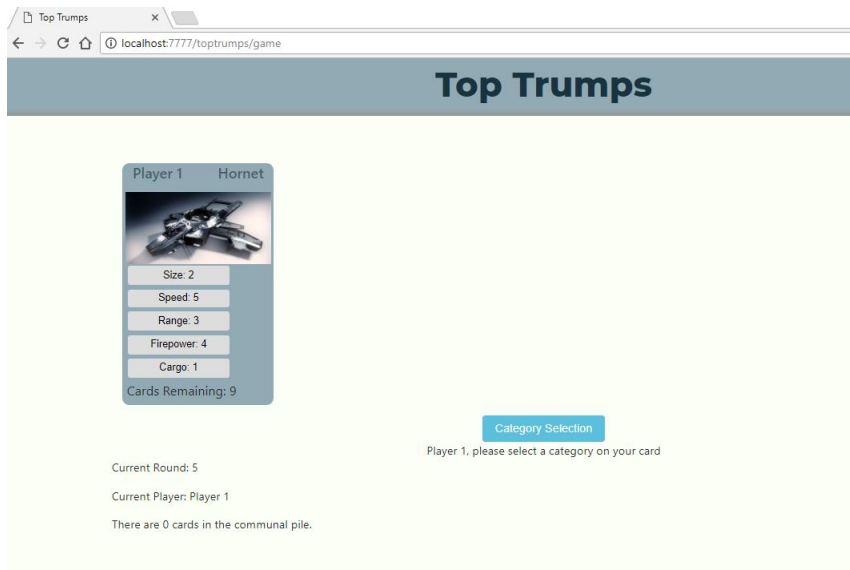 Top Trumps
localhost:7777/toptrumps/game
Top Trumps
Player 1 Hornet
Size: 2
Speed: 5
Range: 3
Firepower: 4
Cargo: 1
Cards Remaining: 9
Category Selection
Player 1, please select a category on your card
Current Round: 5
Current Player: Player 1
There are 0 cards in the communal pile.